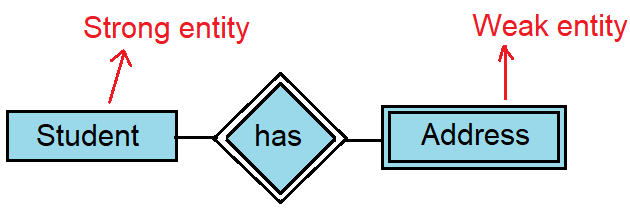 Strong entity
Weak entity
Student
has
Address